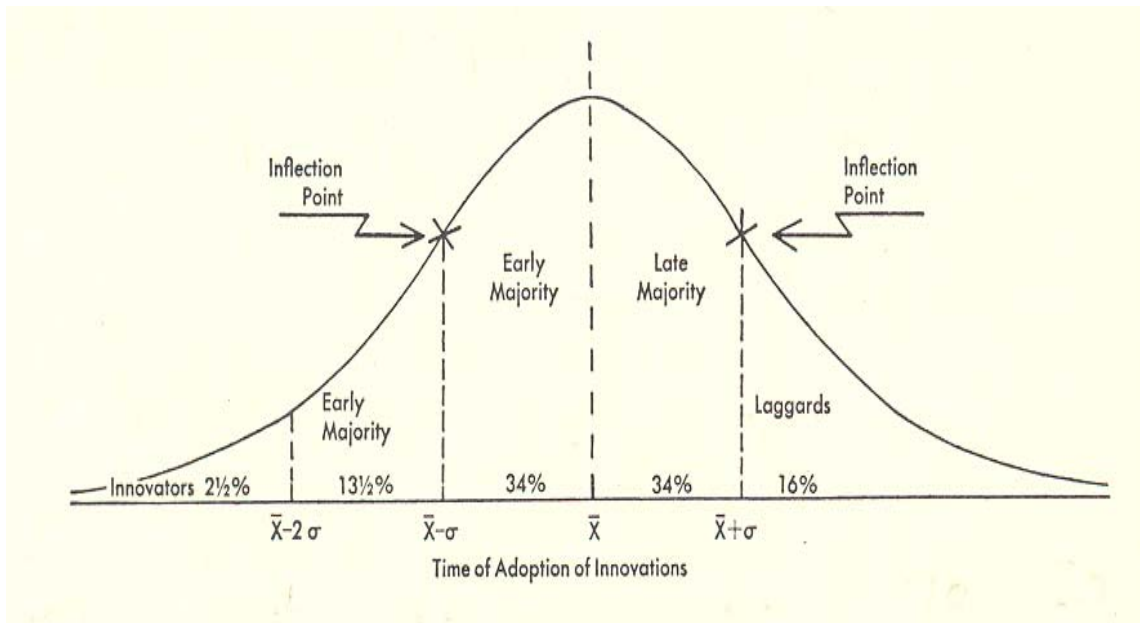 Inflection
Point
Inflection
Point
Early
Majority
Late
Majority
Early
Majority
Laggards
Innovators 2½% 13½% 34% 34% 16%
X̄-2 σ X̄-σ X̄ X̄+σ
Time of Adoption of Innovations